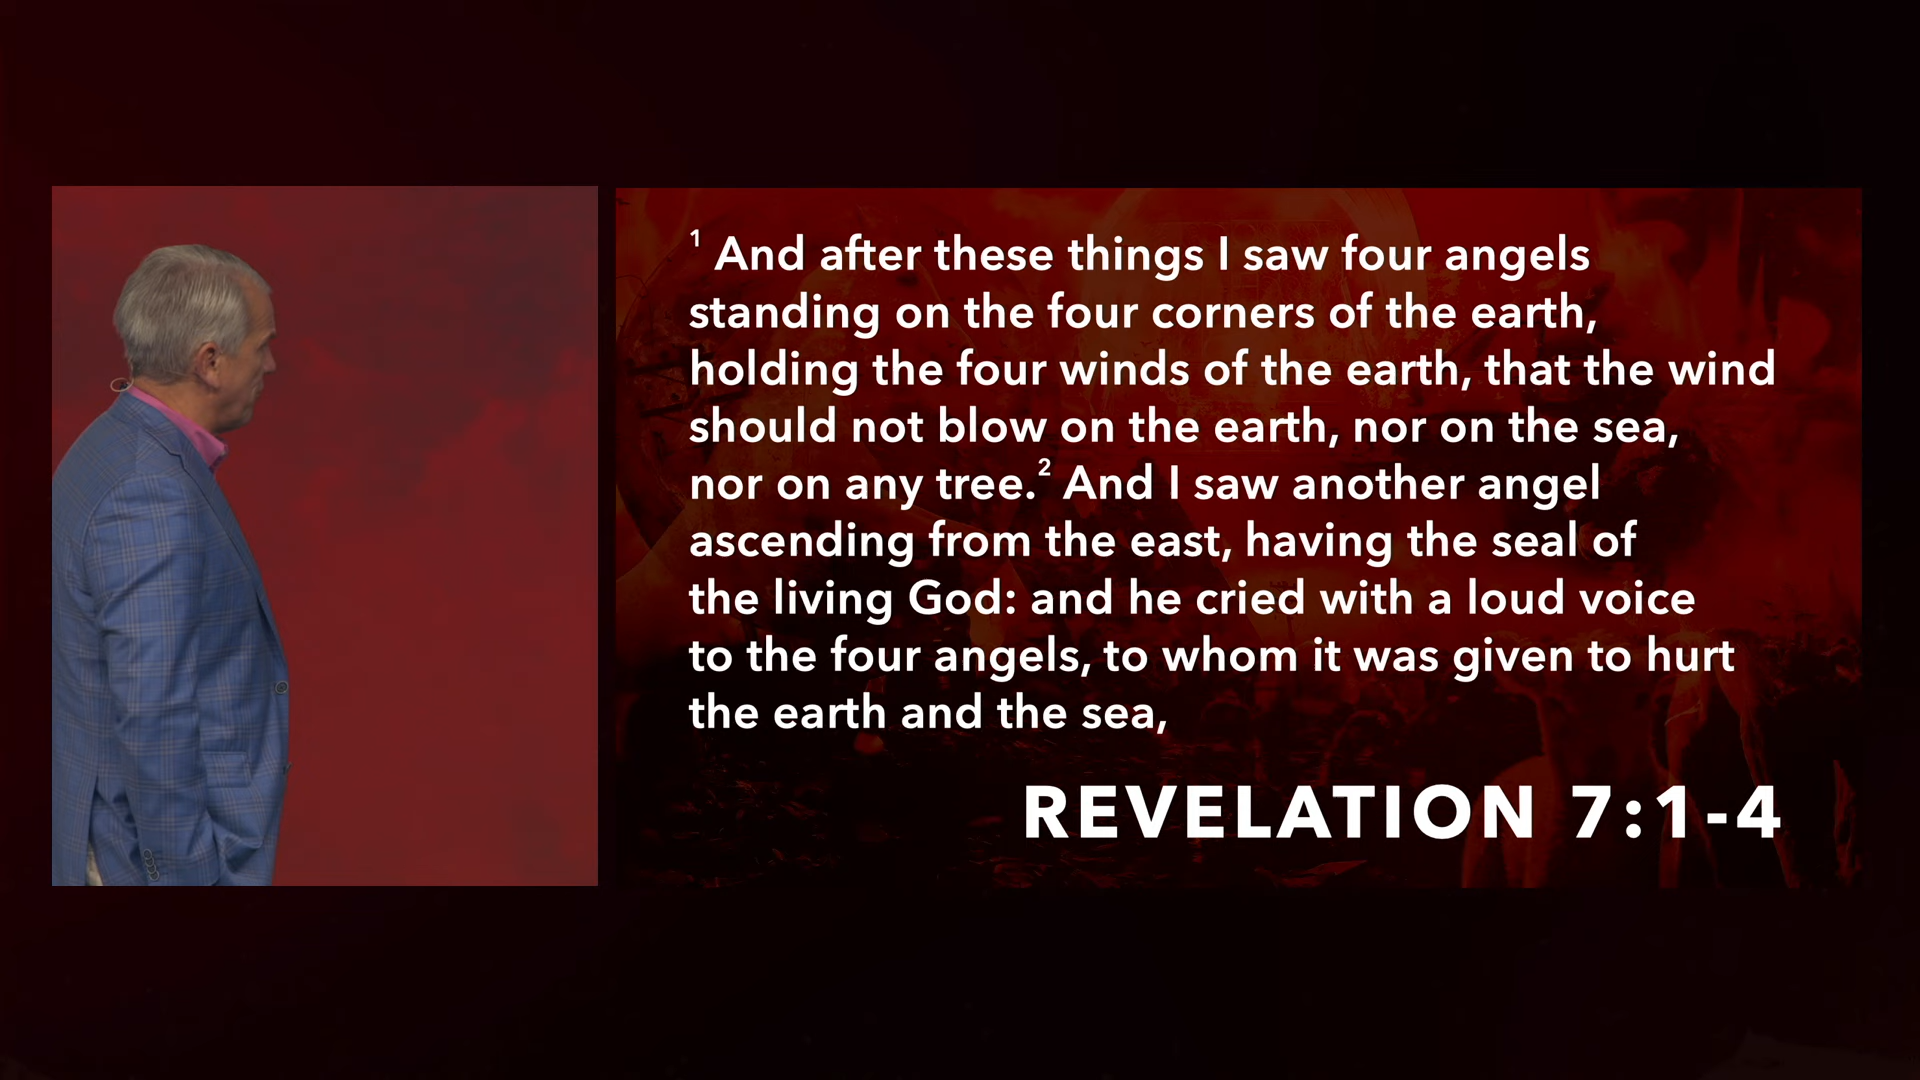 1 And after these things I saw four angels
standing on the four corners of the earth,
holding the four winds of the earth, that the wind
should not blow on the earth, nor on the sea,
nor on any tree.2 And I saw another angel
ascending from the east, having the seal of
the living God: and he cried with a loud voice
to the four angels, to whom it was given to hurt
the earth and the sea,
REVELATION 7:1-4